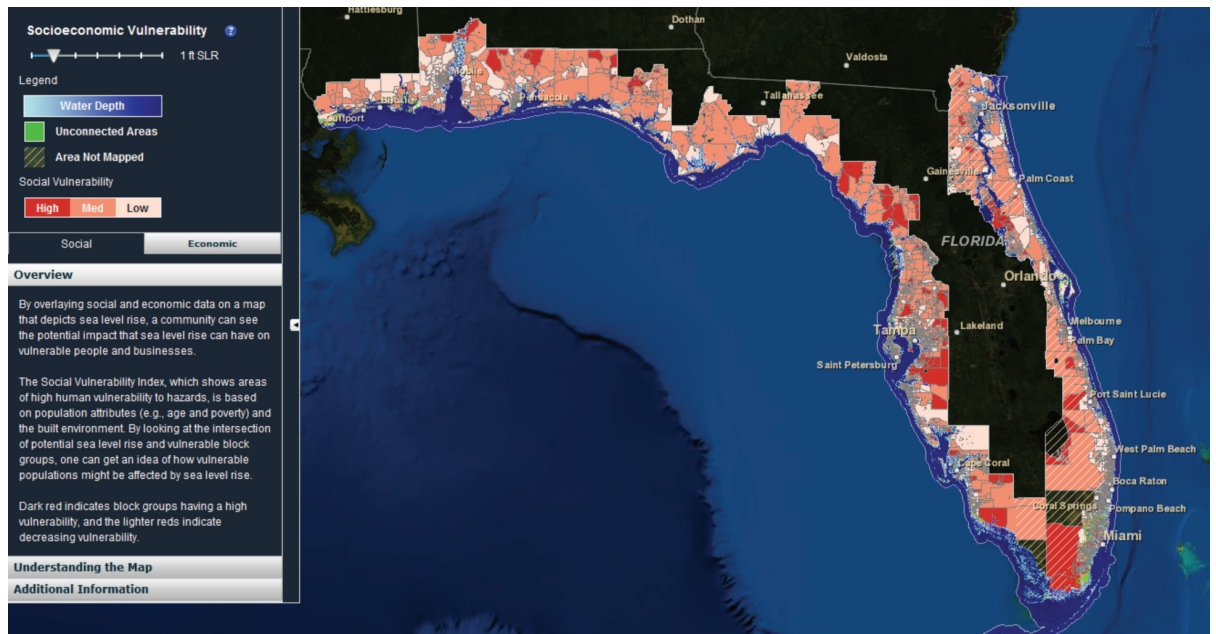 Socioeconomic Vulnerability ?
1 ft SLR
Legend
Water Depth
Unconnected Areas
Area Not Mapped
Social Vulnerability
High Med Low
Social Economic
Overview
By overlaying social and economic data on a map
that depicts sea level rise, a community can see
the potential impact that sea level rise can have on
vulnerable people and businesses.
The Social Vulnerability Index, which shows areas
of high human vulnerability to hazards, is based
on population attributes (e.g., age and poverty) and
the built environment. By looking at the intersection
of potential sea level rise and vulnerable block
groups, one can get an idea of how vulnerable
populations might be affected by sea level rise.
Dark red indicates block groups having a high
vulnerability, and the lighter reds indicate
decreasing vulnerability.
Understanding the Map
Additional Information
Hattiesburg
Dothan
Valdosta
Mobile
Biloxi
Pensacola
Gulfport
Tallahassee
Jacksonville
Gainesville
Palm Coast
FLORIDA
Orlando
Melbourne
Palm Bay
Tampa
Lakeland
Saint Petersburg
Port Saint Lucie
West Palm Beach
Cape Coral
Boca Raton
Coral Springs
Pompano Beach
Miami